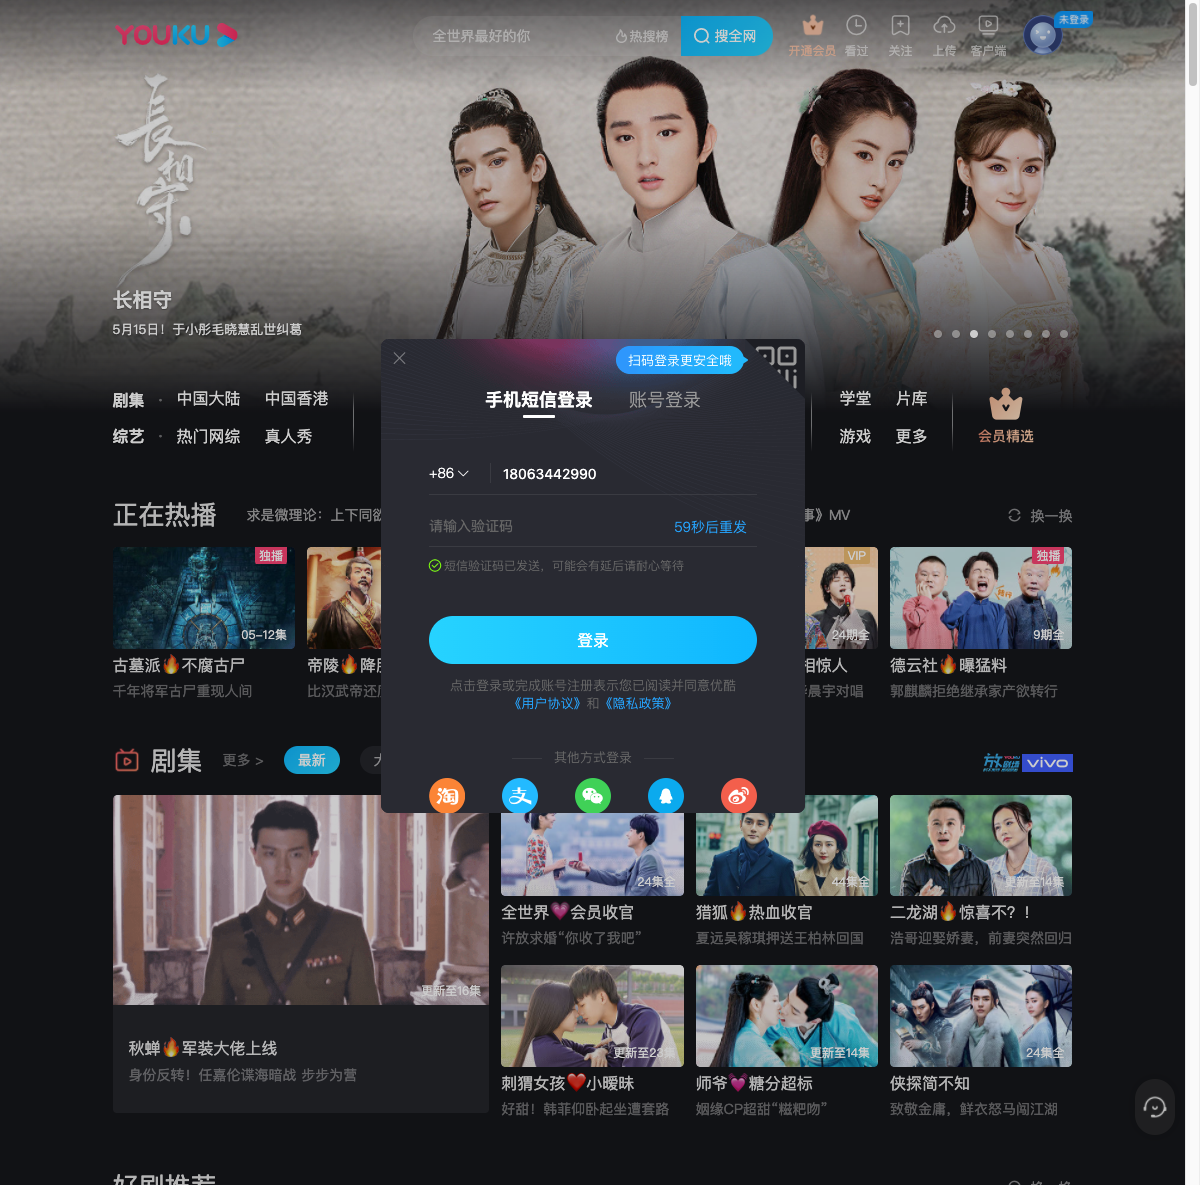 YOUKU
全世界最好的你
热搜榜
搜全网
开通会员
看过
关注
上传
客户端
未登录
長相守
长相守
5月15日！于小彤毛晓慧乱世纠葛
扫码登录更安全哦
手机短信登录
账号登录
剧集 · 中国大陆 中国香港
综艺 · 热门网综 真人秀
学堂 片库
游戏 更多
会员精选
+86
18063442990
请输入验证码
59秒后重发
短信验证码已发送，可能会有延后请耐心等待
登录
点击登录或完成账号注册表示您已阅读并同意优酷
《用户协议》和《隐私政策》
其他方式登录
淘
支
正在热播
求是微理论：上下同欲
事》MV
换一换
独播
05-12集
古墓派🔥不腐古尸
千年将军古尸重现人间
帝陵🔥降
比汉武帝还
VIP
24期全
相惊人
晨宇对唱
独播
9期全
德云社🔥曝猛料
郭麒麟拒绝继承家产欲转行
剧集
更多 >
最新
vivo
更新至16集
秋蝉🔥军装大佬上线
身份反转！任嘉伦谍海暗战 步步为营
24集全
全世界💗会员收官
许放求婚“你收了我吧”
44集全
猎狐🔥热血收官
夏远吴稼琪押送王柏林回国
更新至14集
二龙湖🔥惊喜不？！
浩哥迎娶娇妻，前妻突然回归
更新至23集
刺猬女孩❤️小暧昧
好甜！韩菲仰卧起坐遭套路
更新至14集
师爷💓糖分超标
姻缘CP超甜“糍粑吻”
24集全
侠探简不知
致敬金庸，鲜衣怒马闯江湖
好剧推荐
换一换